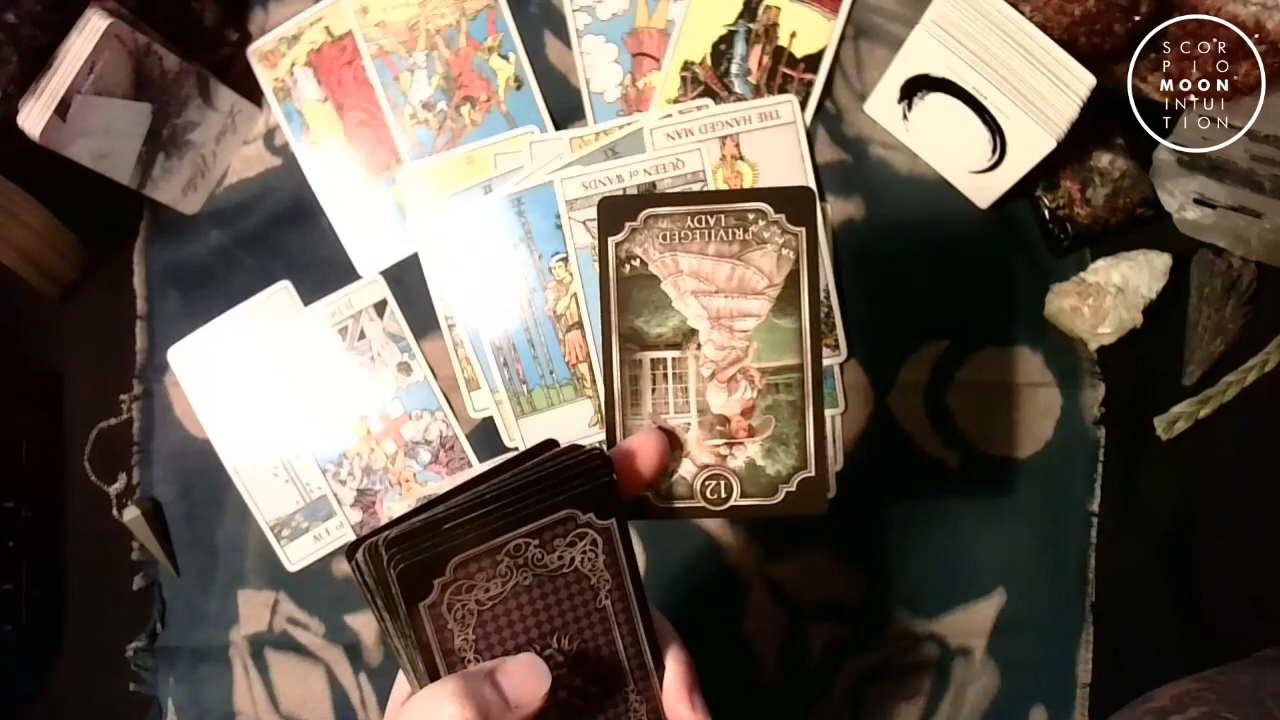 SCOR
PIO
MOON
INTUI
TION
THE HANGED MAN.
QUEEN of WANDS
PRIVILEGED
LADY
12